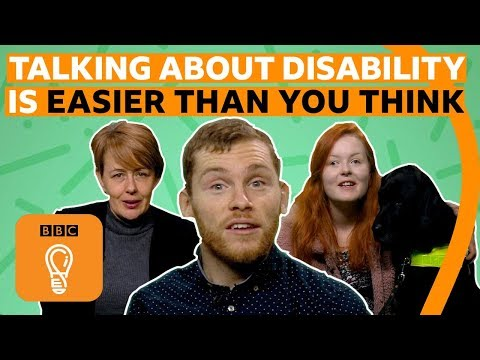 TALKING ABOUT DISABILITY
IS EASIER THAN YOU THINK
BBC